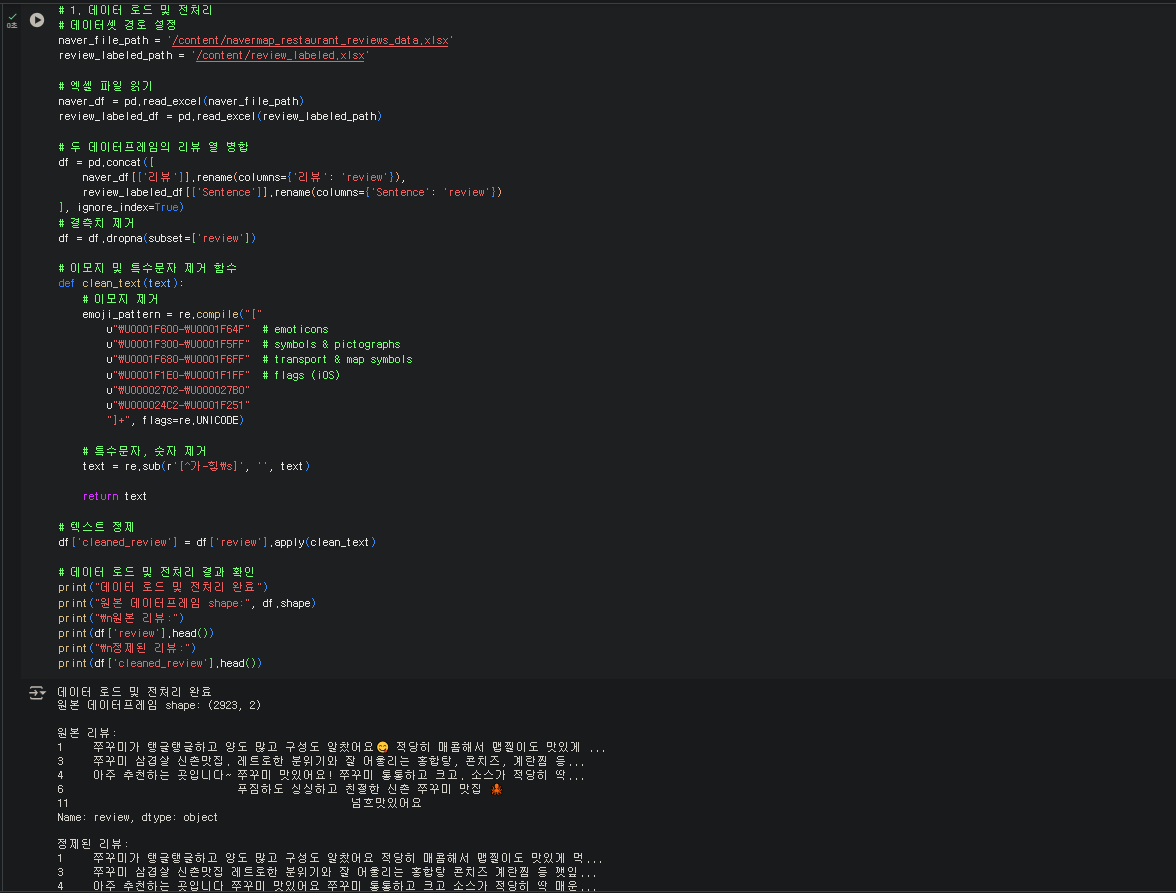 0초
# 1. 데이터 로드 및 전처리
# 데이터셋 경로 설정
naver_file_path = '/content/navermap_restaurant_reviews_data.xlsx'
review_labeled_path = '/content/review_labeled.xlsx'
# 엑셀 파일 읽기
naver_df = pd.read_excel(naver_file_path)
review_labeled_df = pd.read_excel(review_labeled_path)
# 두 데이터프레임의 리뷰 열 병합
df = pd.concat([
    naver_df[['리뷰']].rename(columns={'리뷰': 'review'}),
    review_labeled_df[['Sentence']].rename(columns={'Sentence': 'review'})
], ignore_index=True)
# 결측치 제거
df = df.dropna(subset=['review'])
# 이모지 및 특수문자 제거 함수
def clean_text(text):
    # 이모지 제거
    emoji_pattern = re.compile("["
        u"₩U0001F600-₩U0001F64F"  # emoticons
        u"₩U0001F300-₩U0001F5FF"  # symbols & pictographs
        u"₩U0001F680-₩U0001F6FF"  # transport & map symbols
        u"₩U0001F1E0-₩U0001F1FF"  # flags (iOS)
        u"₩U00002702-₩U000027B0"
        u"₩U000024C2-₩U0001F251"
        "]+", flags=re.UNICODE)
    # 특수문자, 숫자 제거
    text = re.sub(r'[^가-힣₩s]', '', text)
    return text
# 텍스트 정제
df['cleaned_review'] = df['review'].apply(clean_text)
# 데이터 로드 및 전처리 결과 확인
print("데이터 로드 및 전처리 완료")
print("원본 데이터프레임 shape:", df.shape)
print("₩n원본 리뷰:")
print(df['review'].head())
print("₩n정제된 리뷰:")
print(df['cleaned_review'].head())
데이터 로드 및 전처리 완료
원본 데이터프레임 shape: (2923, 2)
원본 리뷰:
1    쭈꾸미가 탱글탱글하고 양도 많고 구성도 알찼어요😋 적당히 매콤해서 맵찔이도 맛있게 ...
3    쭈꾸미 삼겹살 신촌맛집. 레트로한 분위기와 잘 어울리는 홍합탕, 콘치즈, 계란찜 등...
4    아주 추천하는 곳입니다~ 쭈꾸미 맛있어요! 쭈꾸미 통통하고 크고. 소스가 적당히 딱...
6    푸짐하도 싱싱하고 친절한 신촌 쭈꾸미 맛집 🐙
11    넘흐맛있어요
Name: review, dtype: object
정제된 리뷰:
1    쭈꾸미가 탱글탱글하고 양도 많고 구성도 알찼어요 적당히 매콤해서 맵찔이도 맛있게 먹...
3    쭈꾸미 삼겹살 신촌맛집 레트로한 분위기와 잘 어울리는 홍합탕 콘치즈 계란찜 등 깻잎...
4    아주 추천하는 곳입니다 쭈꾸미 맛있어요 쭈꾸미 통통하고 크고 소스가 적당히 딱 매운...